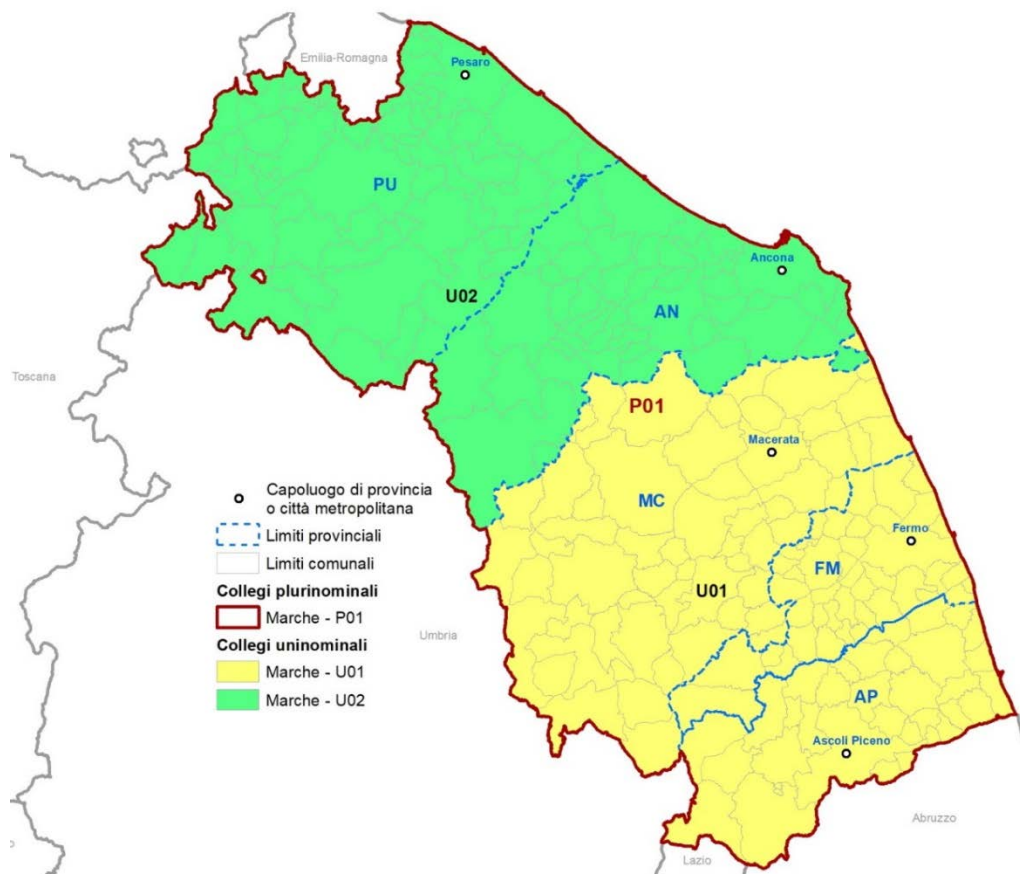 Emilia-Romagna
Pesaro
PU
Ancona
U02
AN
Toscana
P01
Macerata
MC
Fermo
FM
U01
Umbria
AP
Ascoli Piceno
Abruzzo
Lazio
Capoluogo di provincia
o città metropolitana
Limiti provinciali
Limiti comunali
Collegi plurinominali
Marche - P01
Collegi uninominali
Marche - U01
Marche - U02